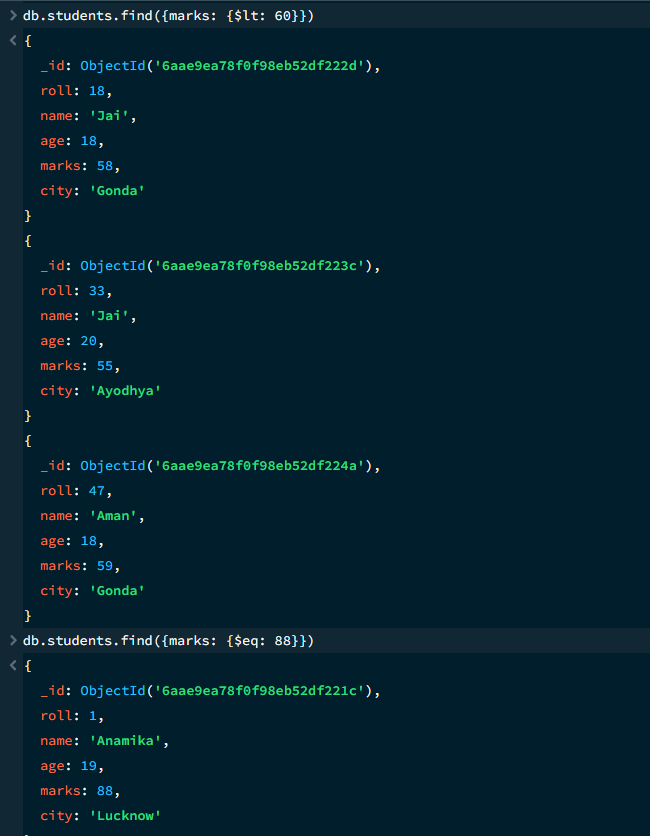 db.students.find({marks: {$lt: 60}})
{
  _id: ObjectId('6aae9ea78f0f98eb52df222d'),
  roll: 18,
  name: 'Jai',
  age: 18,
  marks: 58,
  city: 'Gonda'
}
{
  _id: ObjectId('6aae9ea78f0f98eb52df223c'),
  roll: 33,
  name: 'Jai',
  age: 20,
  marks: 55,
  city: 'Ayodhya'
}
{
  _id: ObjectId('6aae9ea78f0f98eb52df224a'),
  roll: 47,
  name: 'Aman',
  age: 18,
  marks: 59,
  city: 'Gonda'
}
db.students.find({marks: {$eq: 88}})
{
  _id: ObjectId('6aae9ea78f0f98eb52df221c'),
  roll: 1,
  name: 'Anamika',
  age: 19,
  marks: 88,
  city: 'Lucknow'